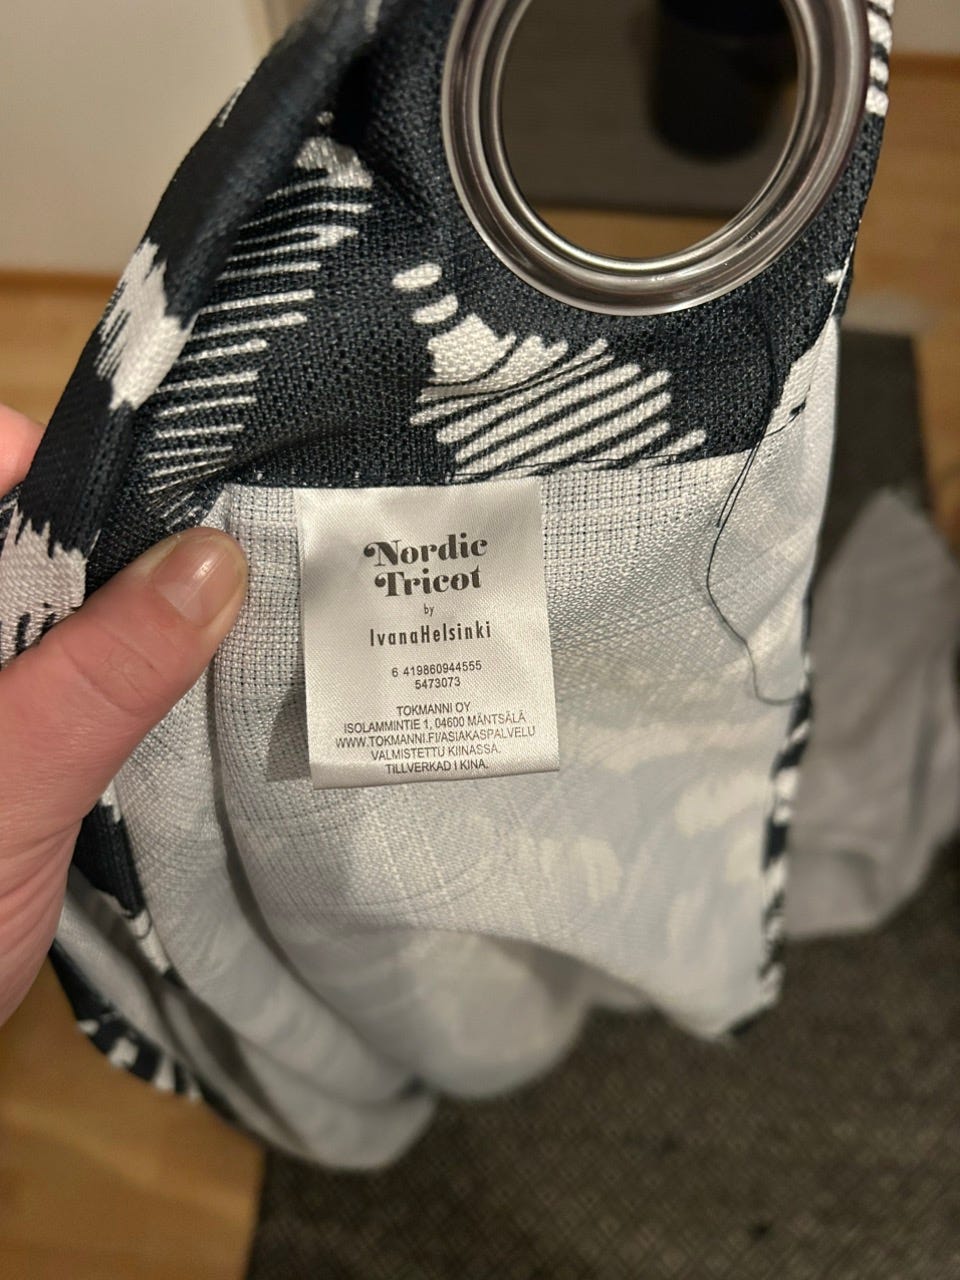 Nordic
Tricot
by
IvanaHelsinki
6 419860944555
5473073
TOKMANNI OY
ISOLAMMINTIE 1, 04600 MÄNTSÄLÄ
WWW.TOKMANNI.FI/ASIAKASPALVELU
VALMISTETTU KIINASSA.
TILLVERKAD I KINA.